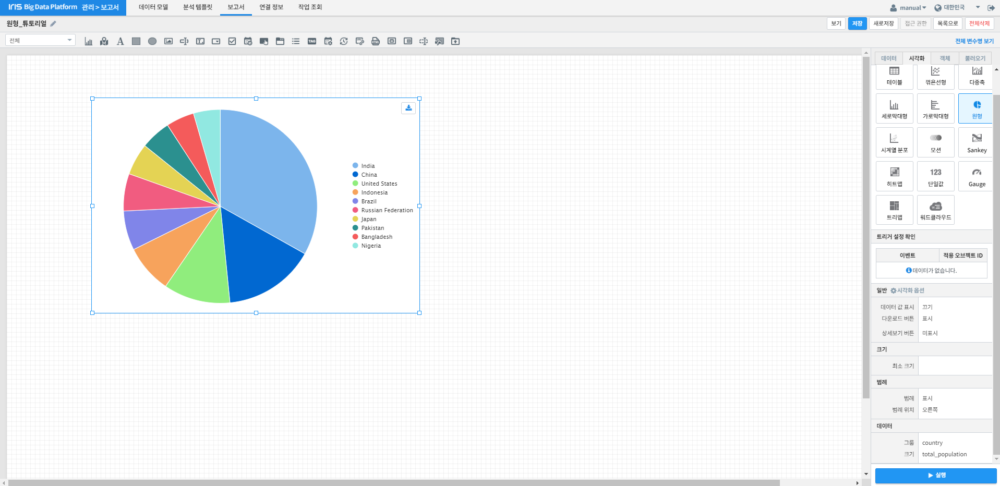 IRIS Big Data Platform 관리 > 보고서 데이터 모델 분석 템플릿 보고서 연결 정보 작업 조회 manual 대한민국
원형_튜토리얼 보기 저장 새로저장 접근 권한 목록으로 전체삭제
전체 A T TAG HTML 전체 변수명 보기
데이터 시각화 객체 불러오기
테이블 꺾은선형 다중축
세로막대형 가로막대형 원형
시계열 분포 모션 Sankey
123
히트맵 단일값 Gauge
W
트리맵 워드클라우드
India
China
United States
Indonesia
Brazil
Russian Federation
Japan
Pakistan
Bangladesh
Nigeria
트리거 설정 확인
이벤트 적용 오브젝트 ID
데이터가 없습니다.
일반 시각화 옵션
데이터 값 표시 끄기
다운로드 버튼 표시
상세보기 버튼 미표시
크기
최소 크기
범례
범례 표시
범례 위치 오른쪽
데이터
그룹 country
크기 total_population
실행